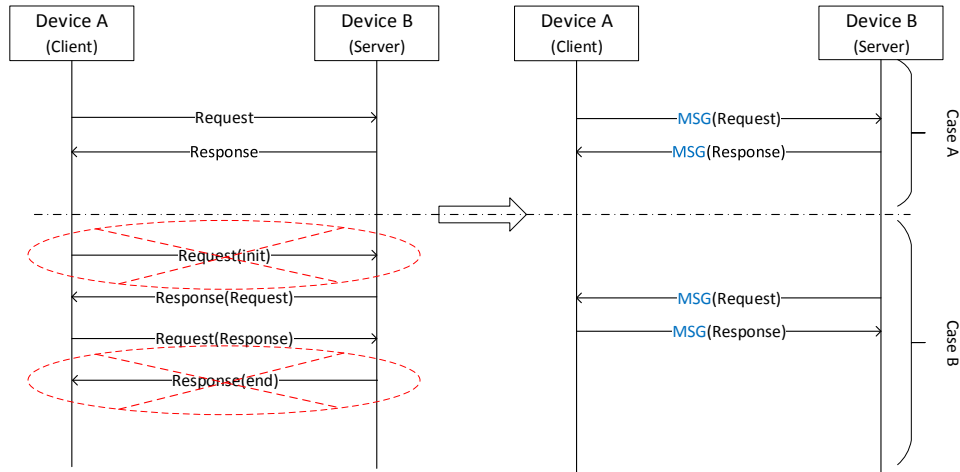 Device A
(Client)
Device B
(Server)
Device A
(Client)
Device B
(Server)
Request
Response
MSG(Request)
MSG(Response)
Case A
Request(init)
Response(Request)
Request(Response)
Response(end)
MSG(Request)
MSG(Response)
Case B